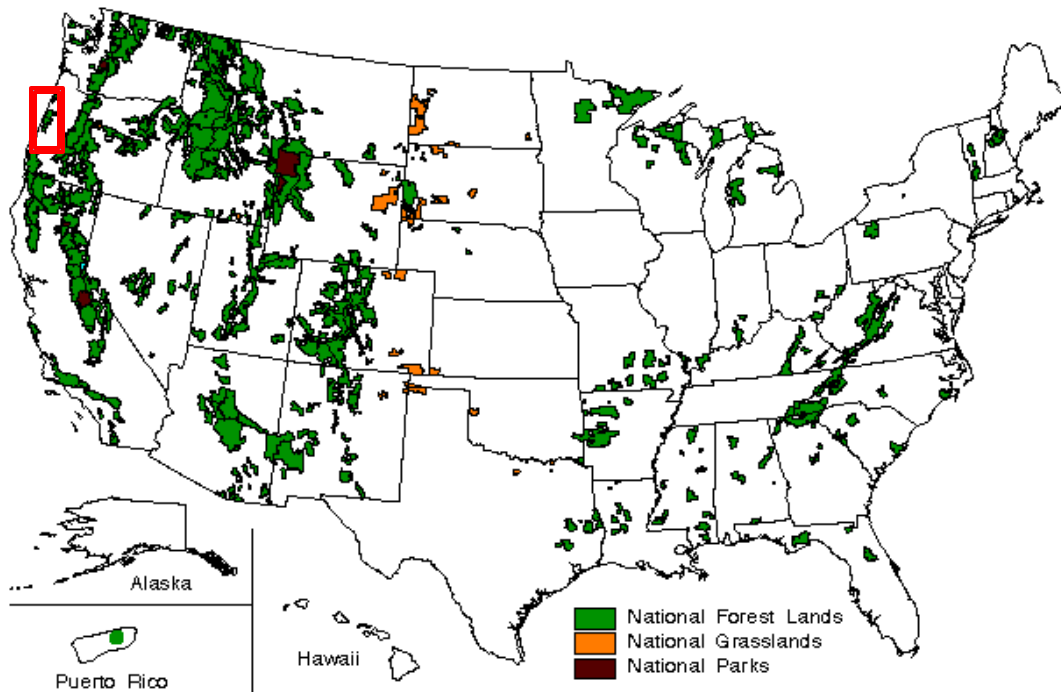 Alaska
Puerto Rico
Hawaii
National Forest Lands
National Grasslands
National Parks